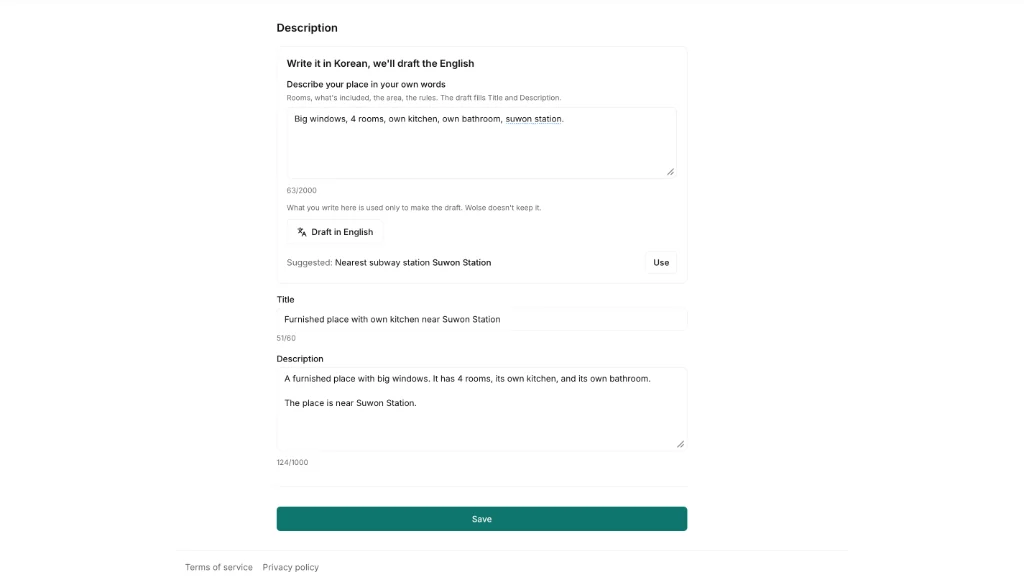 Description
Write it in Korean, we'll draft the English
Describe your place in your own words
Rooms, what's included, the area, the rules. The draft fills Title and Description.
Big windows, 4 rooms, own kitchen, own bathroom, suwon station.
63/2000
What you write here is used only to make the draft. Wolse doesn't keep it.
Draft in English
Suggested: Nearest subway station Suwon Station
Use
Title
Furnished place with own kitchen near Suwon Station
51/60
Description
A furnished place with big windows. It has 4 rooms, its own kitchen, and its own bathroom.
The place is near Suwon Station.
124/1000
Save
Terms of service Privacy policy